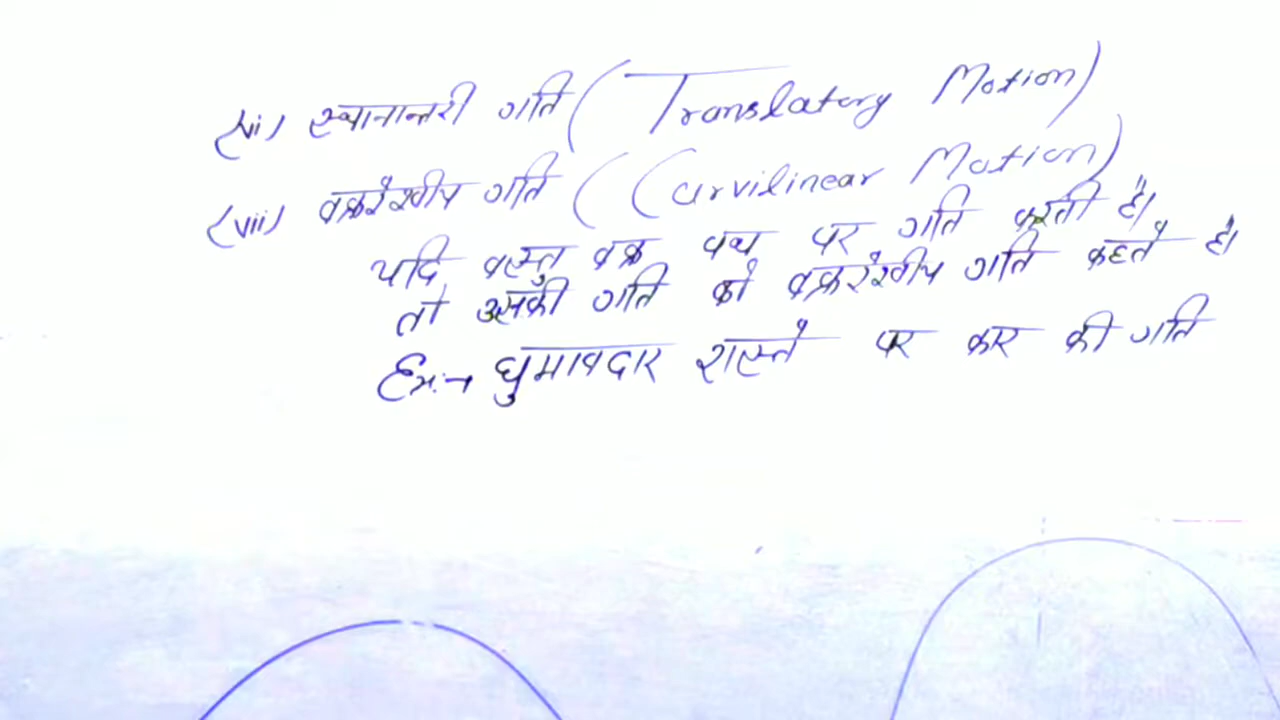 (vi) स्थानान्तरी गति (Translatory Motion)
(vii) वक्ररेखीय गति (Curvilinear Motion)
यदि वस्तु वक्र पथ पर गति करती है।
तो उसकी गति को वक्ररेखीय गति कहते है।
Ex:→ घुमावदार रास्ते पर कार की गति